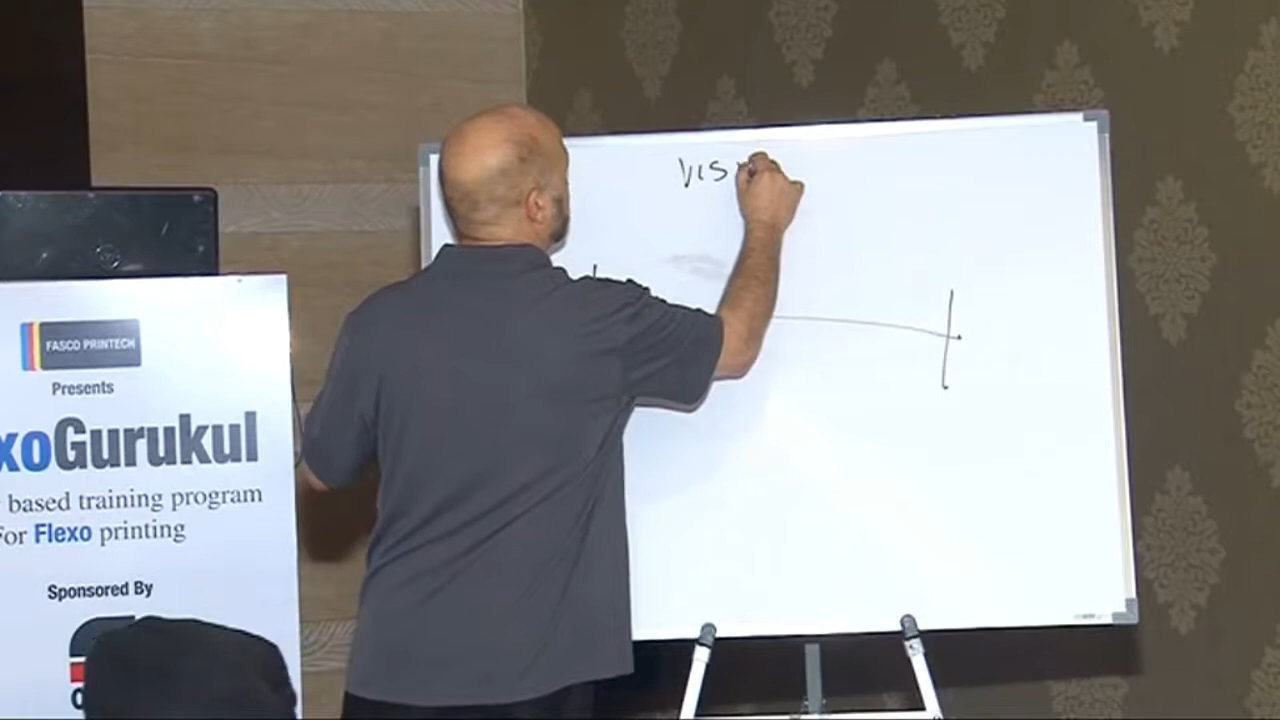 VIS
FASCO PRINTECH
Presents
xoGurukul
based training program
For Flexo printing
Sponsored By